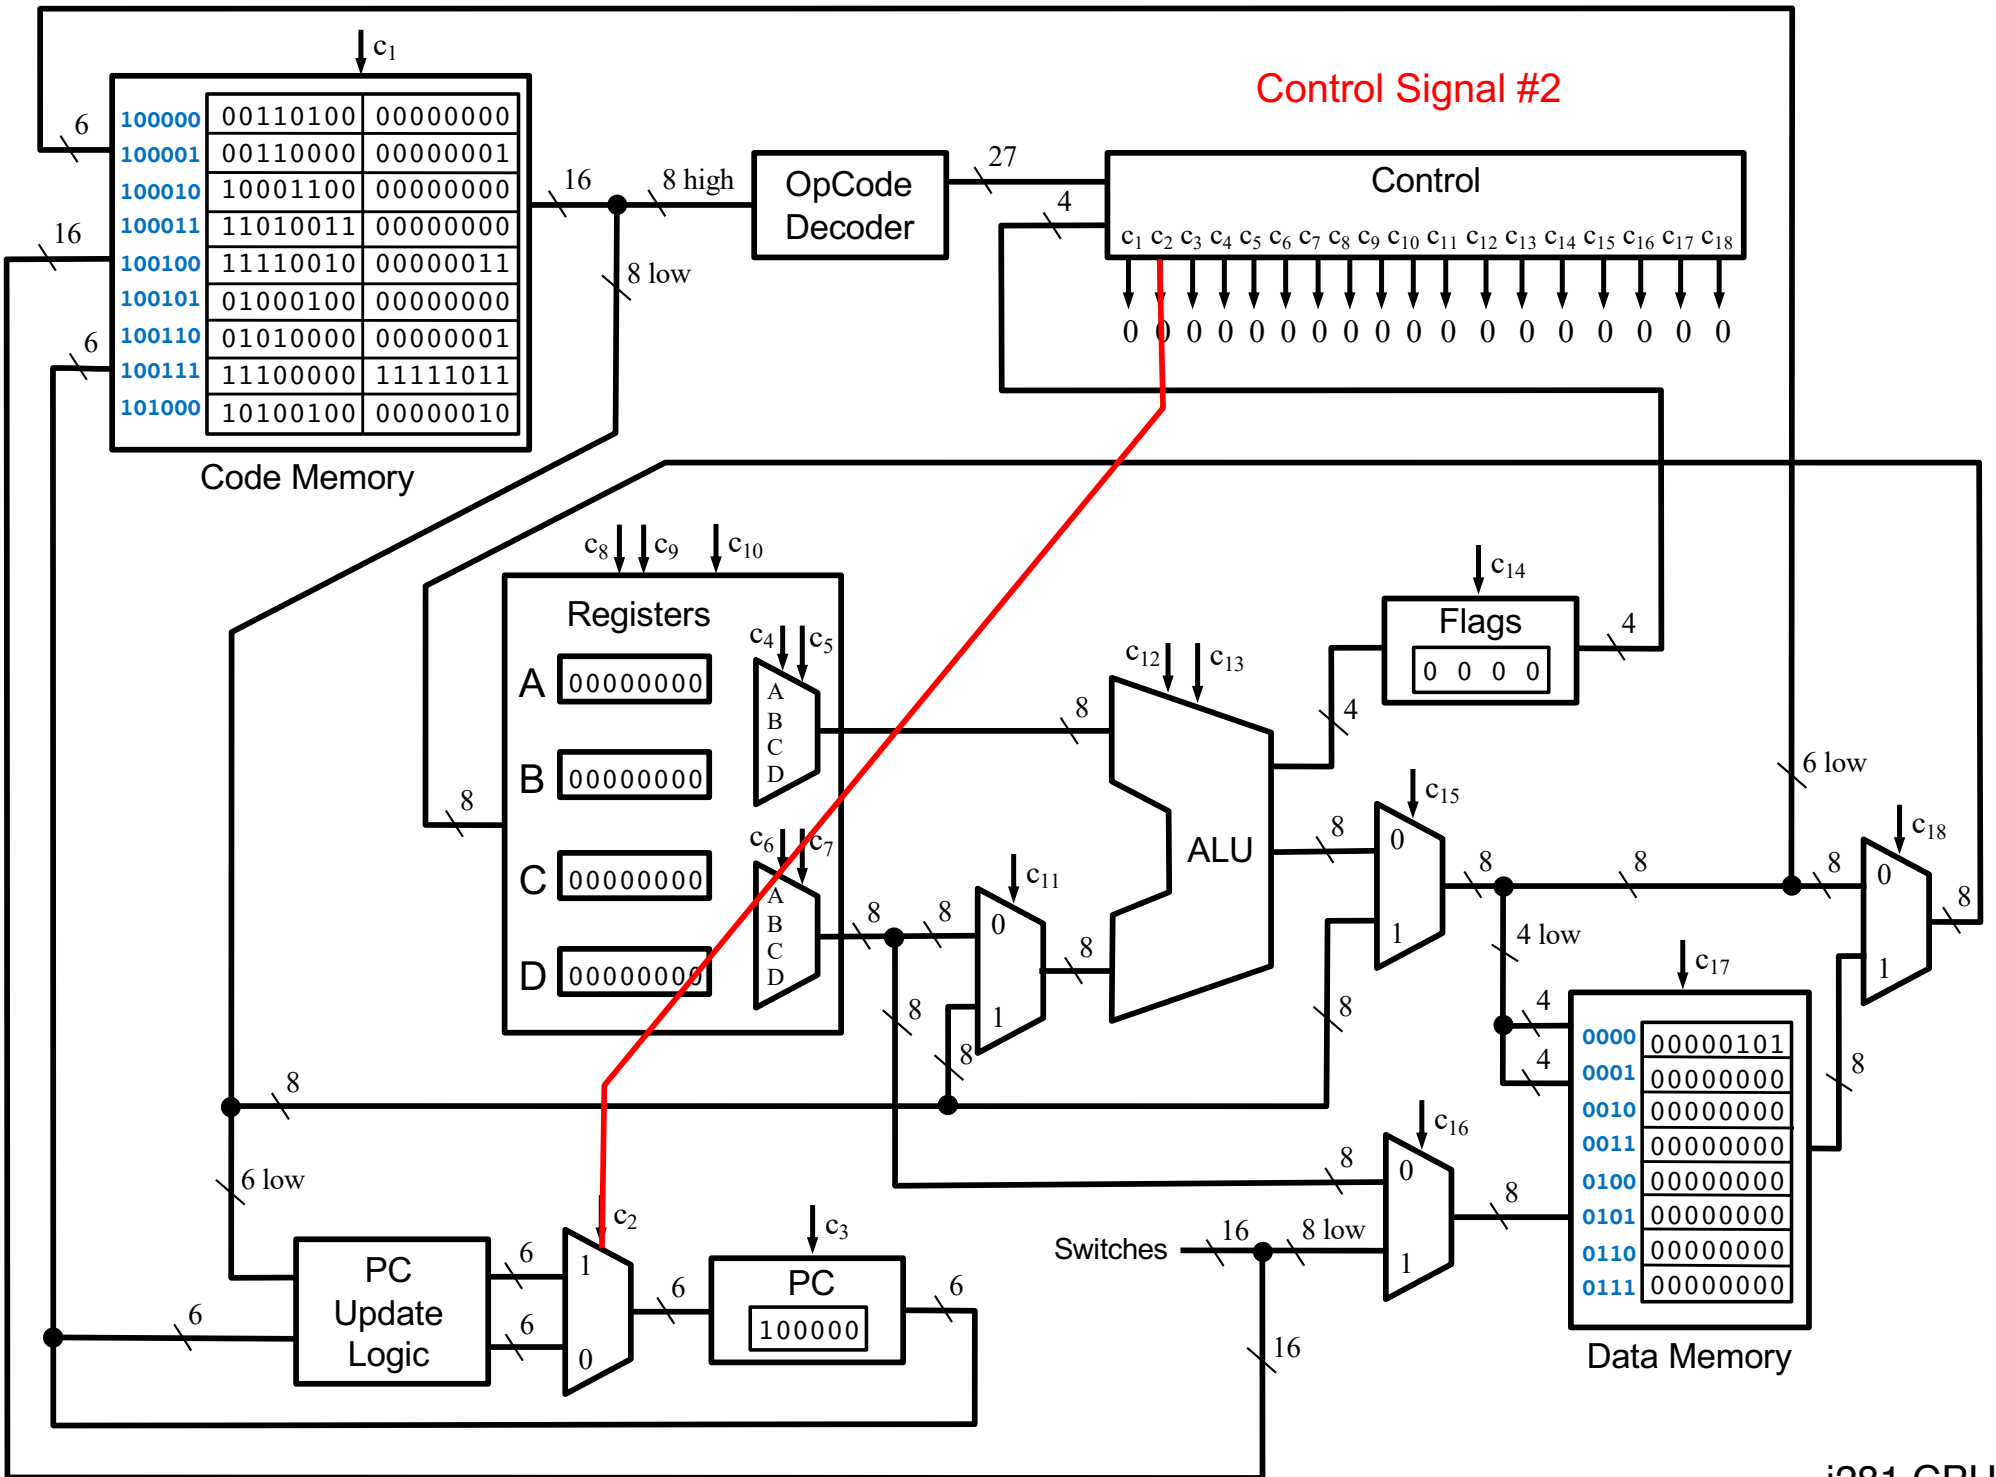 c1
Control Signal #2
6
100000 00110100 00000000
100001 00110000 00000001
100010 10001100 00000000
100011 11010011 00000000
100100 11110010 00000011
100101 01000100 00000000
100110 01010000 00000001
100111 11100000 11111011
101000 10100100 00000010
16
6
Code Memory
16
8 high
8 low
OpCode
Decoder
27
4
Control
c1 c2 c3 c4 c5 c6 c7 c8 c9 c10 c11 c12 c13 c14 c15 c16 c17 c18
0 0 0 0 0 0 0 0 0 0 0 0 0 0 0 0 0 0
c8 c9 c10
Registers
A 00000000
B 00000000
C 00000000
D 00000000
8
c4 c5
A
B
C
D
c6 c7
A
B
C
D
8
8
8
8
c11
0
1
8
8
c12 c13
ALU
4
8
c14
Flags
0 0 0 0
4
c15
0
1
8
8
8
6 low
8
4 low
4
4
c18
0
1
8
c17
0000 00000101
0001 00000000
0010 00000000
0011 00000000
0100 00000000
0101 00000000
0110 00000000
0111 00000000
8
Data Memory
8
6 low
6
PC
Update
Logic
6
6
c2
1
0
6
c3
PC
100000
6
c16
0
1
8
8
Switches
16
8 low
16